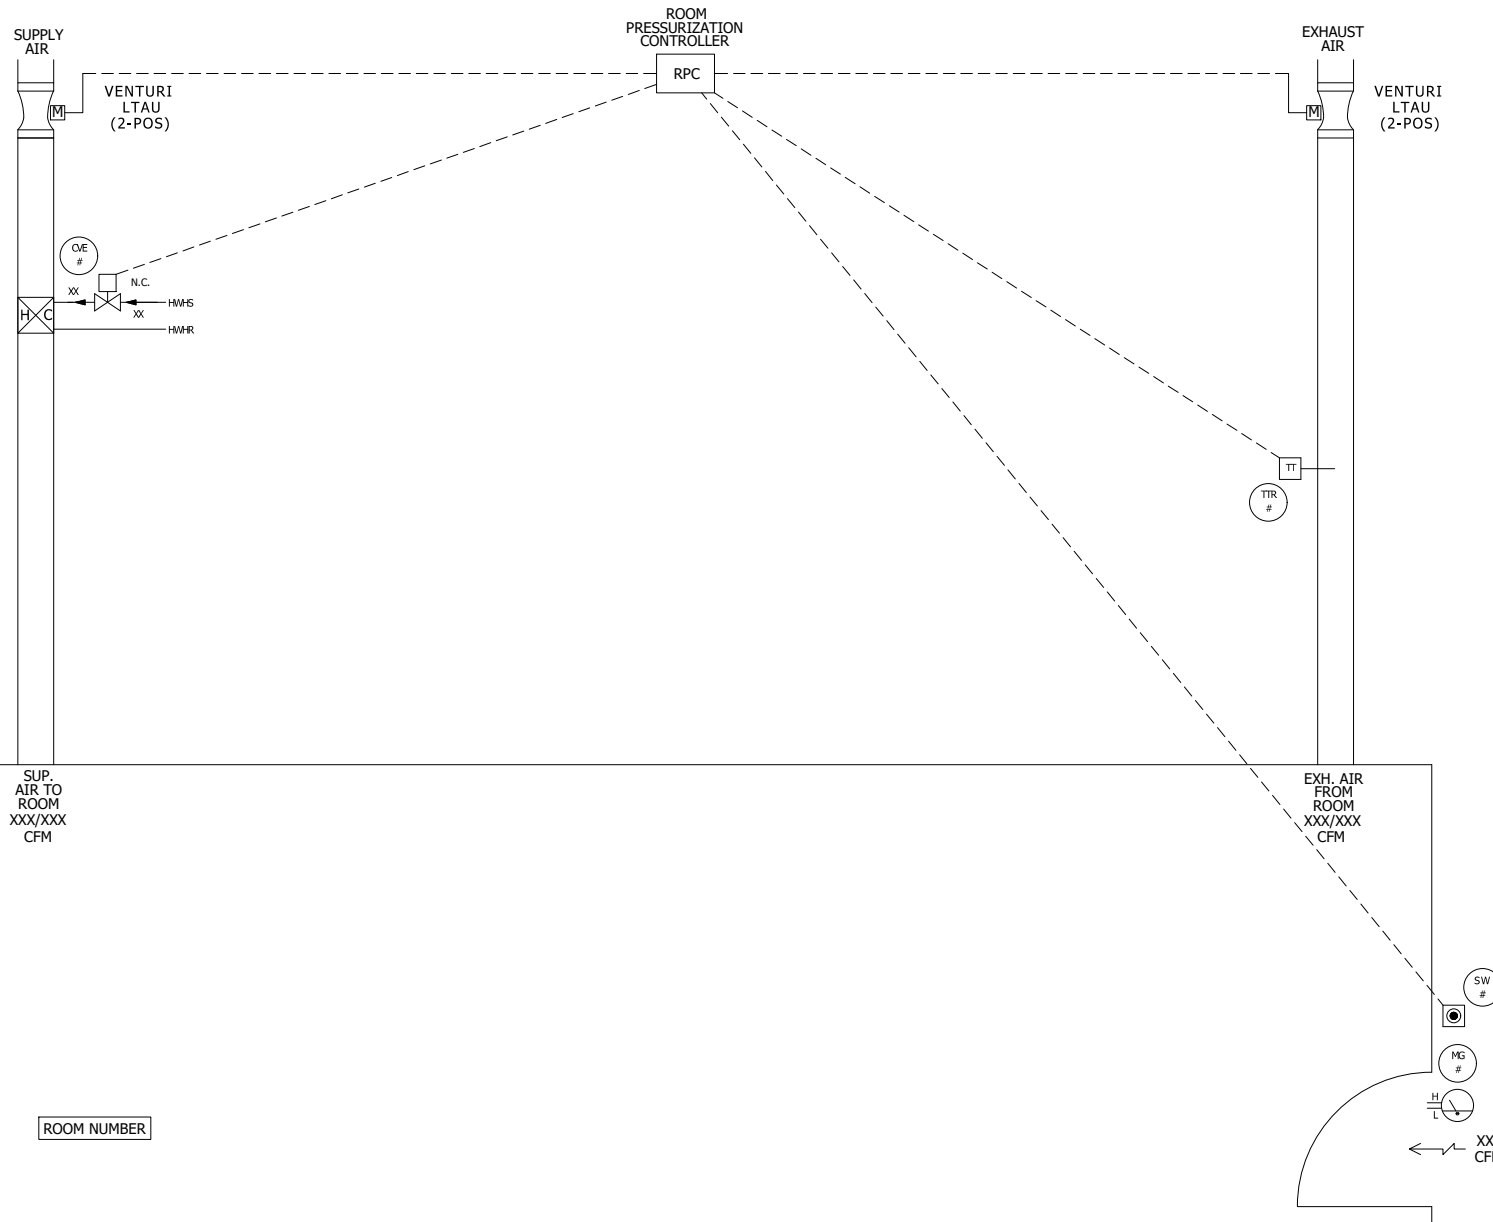 ROOM
PRESSURIZATION
CONTROLLER
SUPPLY
AIR
EXHAUST
AIR
RPC
VENTURI
LTAU
(2-POS)
M
M
VENTURI
LTAU
(2-POS)
CVE
#
N.C.
XX
HWHS
XX
H C
HWHR
TT
TTR
#
SUP.
AIR TO
ROOM
XXX/XXX
CFM
EXH. AIR
FROM
ROOM
XXX/XXX
CFM
SW
#
MG
#
H
L
ROOM NUMBER
XX